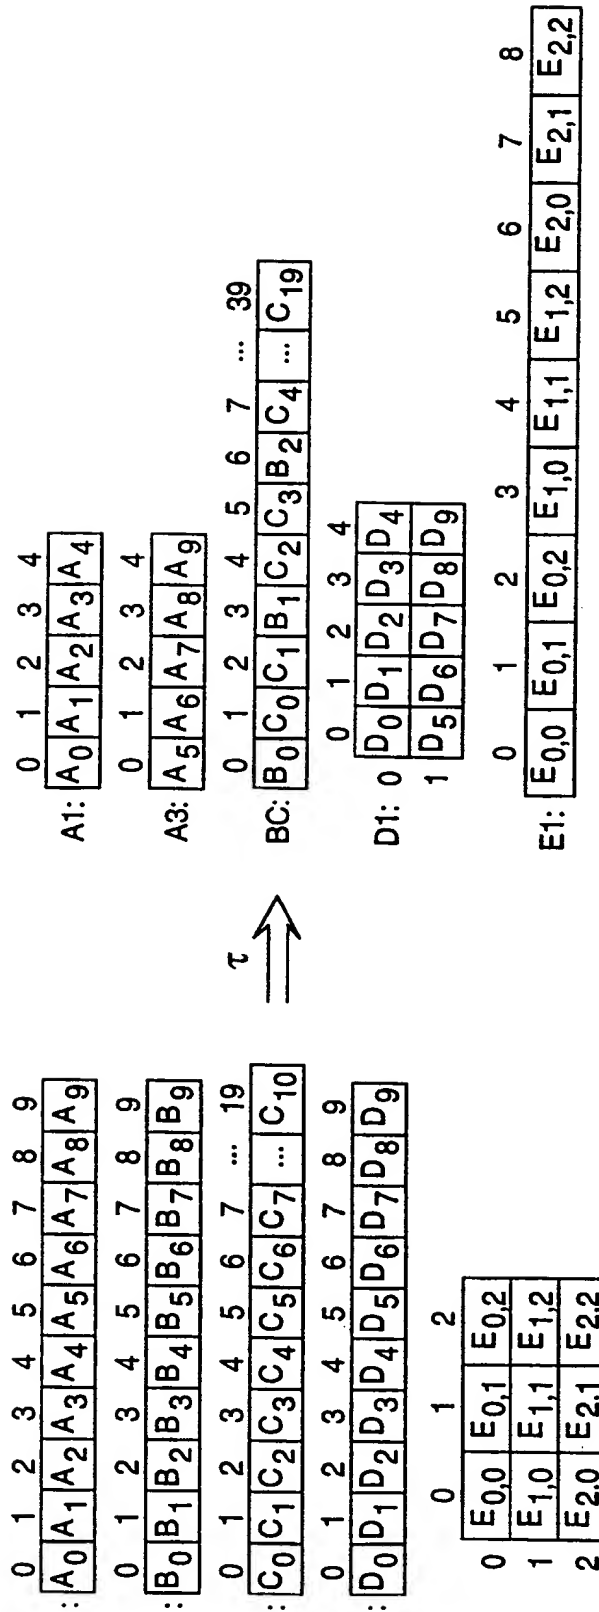 0 1 2 3 4 5 6 7 8 9
: A0 A1 A2 A3 A4 A5 A6 A7 A8 A9
0 1 2 3 4 5 6 7 8 9
: B0 B1 B2 B3 B4 B5 B6 B7 B8 B9
0 1 2 3 4 5 6 7 ... 19
: C0 C1 C2 C3 C4 C5 C6 C7 ... C10
0 1 2 3 4 5 6 7 8 9
: D0 D1 D2 D3 D4 D5 D6 D7 D8 D9
0 1 2
0 E0,0 E0,1 E0,2
1 E1,0 E1,1 E1,2
2 E2,0 E2,1 E2,2
τ
0 1 2 3 4
A1: A0 A1 A2 A3 A4
0 1 2 3 4
A3: A5 A6 A7 A8 A9
0 1 2 3 4 5 6 7 ... 39
BC: B0 C0 C1 B1 C2 C3 B2 C4 ... C19
0 1 2 3 4
D1: 0 D0 D1 D2 D3 D4
1 D5 D6 D7 D8 D9
0 1 2 3 4 5 6 7 8
E1: E0,0 E0,1 E0,2 E1,0 E1,1 E1,2 E2,0 E2,1 E2,2